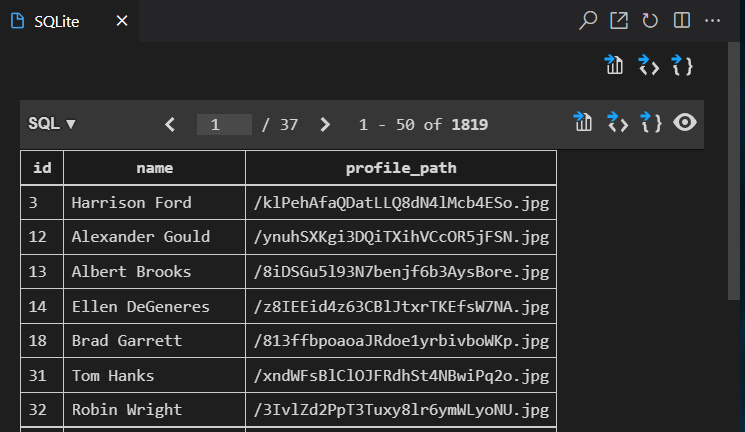 SQLite
SQL ▼ 1 / 37 1 - 50 of 1819
id name profile_path
3 Harrison Ford /klPehAfaQDatLLQ8dN4lMcb4ESo.jpg
12 Alexander Gould /ynuhSXKgi3DQiTXihVCcOR5jFSN.jpg
13 Albert Brooks /8iDSGu5l93N7benjf6b3AysBore.jpg
14 Ellen DeGeneres /z8IEEid4z63CBlJtxrTKEfsW7NA.jpg
18 Brad Garrett /813ffbpoaoaJRdoe1yrbivboWKp.jpg
31 Tom Hanks /xndWFsBlClOJFRdhSt4NBwiPq2o.jpg
32 Robin Wright /3IvlZd2PpT3Tuxy8lr6ymWLyoNU.jpg